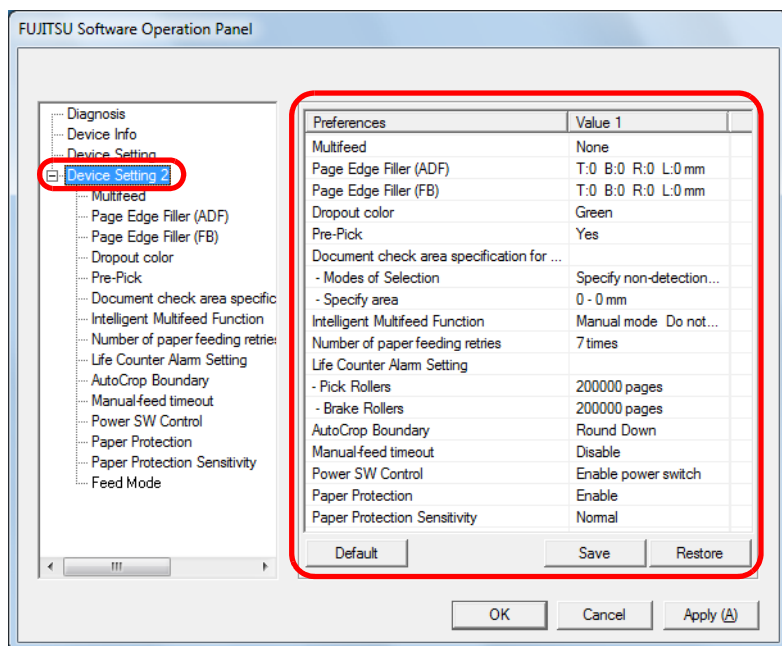 FUJITSU Software Operation Panel
Diagnosis
Device Info
Device Setting
Device Setting 2
Multifeed
Page Edge Filler (ADF)
Page Edge Filler (FB)
Dropout color
Pre-Pick
Document check area specific
Intelligent Multifeed Function
Number of paper feeding retries
Life Counter Alarm Setting
AutoCrop Boundary
Manual-feed timeout
Power SW Control
Paper Protection
Paper Protection Sensitivity
Feed Mode
Preferences Value 1
Multifeed None
Page Edge Filler (ADF) T:0 B:0 R:0 L:0 mm
Page Edge Filler (FB) T:0 B:0 R:0 L:0 mm
Dropout color Green
Pre-Pick Yes
Document check area specification for ...
- Modes of Selection Specify non-detection...
- Specify area 0 - 0 mm
Intelligent Multifeed Function Manual mode Do not...
Number of paper feeding retries 7 times
Life Counter Alarm Setting
- Pick Rollers 200000 pages
- Brake Rollers 200000 pages
AutoCrop Boundary Round Down
Manual-feed timeout Disable
Power SW Control Enable power switch
Paper Protection Enable
Paper Protection Sensitivity Normal
Default Save Restore
OK Cancel Apply (A)